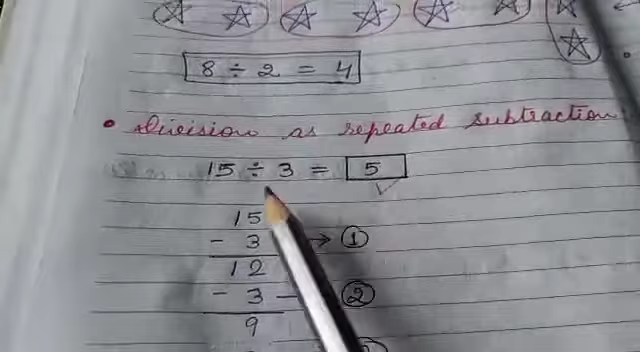 8 ÷ 2 = 4
• Division as repeated subtraction
15 ÷ 3 = 5
15
- 3 → ①
12
- 3 - ②
9